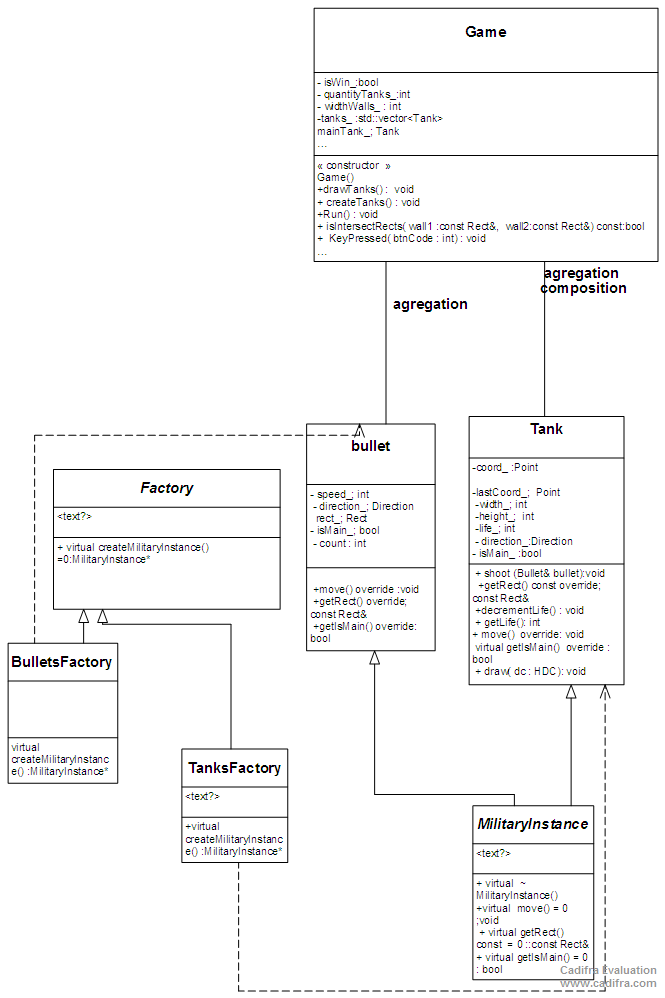 Game
- isWin_:bool
- quantityTanks_:int
- widthWalls_ : int
-tanks_ :std::vector<Tank>
mainTank_; Tank
...
« constructor »
Game()
+drawTanks() : void
+ createTanks() : void
+Run() : void
+ isIntersectRects( wall1 :const Rect&, wall2:const Rect&) const:bool
+ KeyPressed( btnCode : int) : void
...
agregation
agregation
composition
bullet
- speed_; int
- direction_; Direction
rect_; Rect
- isMain_; bool
- count : int
+move() override :void
+getRect() override;
const Rect&
+getIsMain() override:
bool
Tank
-coord_ :Point
-lastCoord_; Point
-width_; int
-height_; int
-life_; int
- direction_:Direction
- isMain_ :bool
+ shoot (Bullet& bullet):void
+getRect() const override;
const Rect&
+decrementLife() : void
+ getLife(): int
+ move() override: void
virtual getIsMain() override :
bool
+ draw( dc : HDC ): void
Factory
<text?>
+ virtual createMilitaryInstance()
=0:MilitaryInstance*
BulletsFactory
virtual
createMilitaryInstanc
e() :MilitaryInstance*
TanksFactory
<text?>
+virtual
createMilitaryInstanc
e() :MilitaryInstance*
MilitaryInstance
<text?>
+ virtual ~
MilitaryInstance()
+virtual move() = 0
;void
+ virtual getRect()
const = 0 ::const Rect&
+ virtual getIsMain() = 0
: bool
Cadifra Evaluation
www.cadifra.com